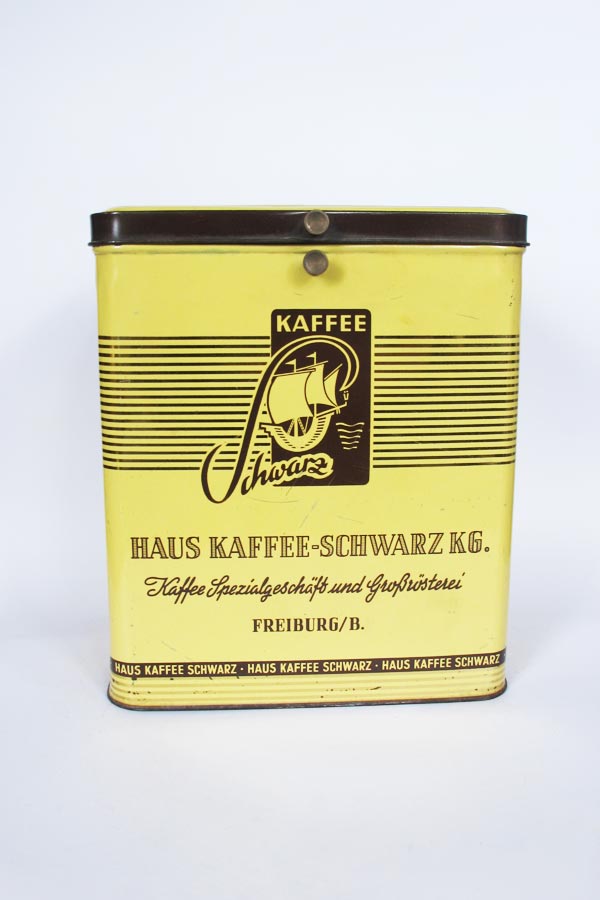 KAFFEE
Schwarz
HAUS KAFFEE-SCHWARZ KG.
Kaffee Spezialgeschäft und Großrösterei
FREIBURG/B.
HAUS KAFFEE SCHWARZ · HAUS KAFFEE SCHWARZ · HAUS KAFFEE SCHWARZ